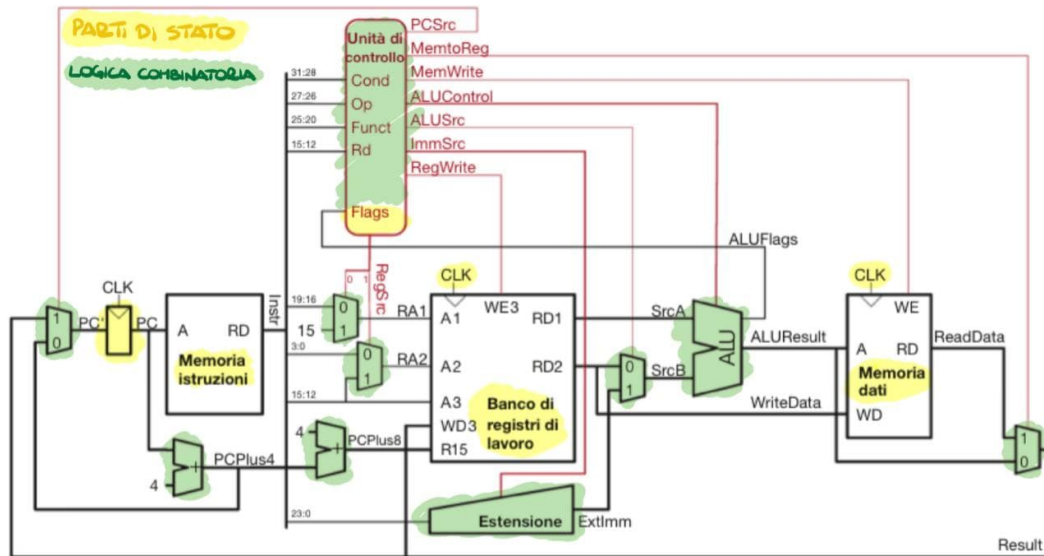 PARTI DI STATO
LOGICA COMBINATORIA
PCSrc
Unità di
controllo
MemtoReg
MemWrite
ALUControl
ALUSrc
ImmSrc
RegWrite
31:28
Cond
27:26
Op
25:20
Funct
15:12
Rd
Flags
ALUFlags
RegSrc
0 1
CLK
CLK
CLK
Instr
19:16
0
RA1
A1
WE3
RD1
SrcA
WE
1
0
PC'
PC
A
RD
15
1
3:0
0
RA2
A2
RD2
0
SrcB
1
ALU
ALUResult
A
RD
ReadData
Memoria
istruzioni
1
15:12
A3
Banco di
registri di
lavoro
WD3
R15
WriteData
Memoria
dati
WD
4
+
PCPlus8
PCPlus4
+
4
1
0
23:0
Estensione
ExtImm
Result